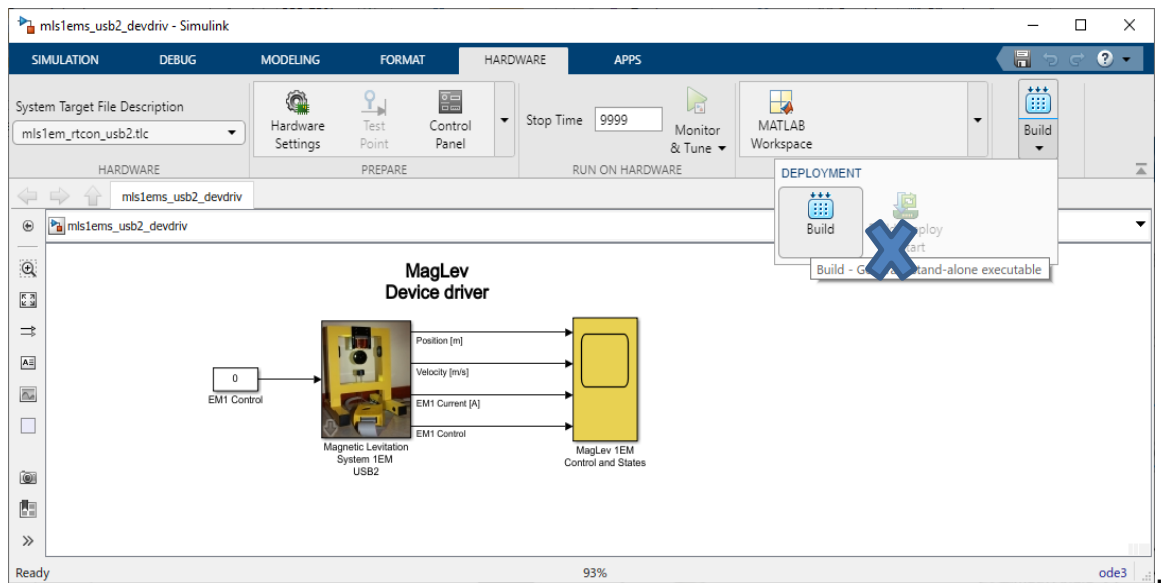 mls1ems_usb2_devdriv - Simulink
SIMULATION DEBUG MODELING FORMAT HARDWARE APPS
System Target File Description
mls1em_rtcon_usb2.tlc
Hardware
Settings
Test
Point
Control
Panel
Stop Time 9999
Monitor
& Tune
MATLAB
Workspace
Build
HARDWARE PREPARE RUN ON HARDWARE
DEPLOYMENT
Build
mls1ems_usb2_devdriv
mls1ems_usb2_devdriv
Build - stand-alone executable
MagLev
Device driver
Position [m]
Velocity [m/s]
EM1 Current [A]
EM1 Control
0
EM1 Control
Magnetic Levitation
System 1EM
USB2
MagLev 1EM
Control and States
Ready 93% ode3